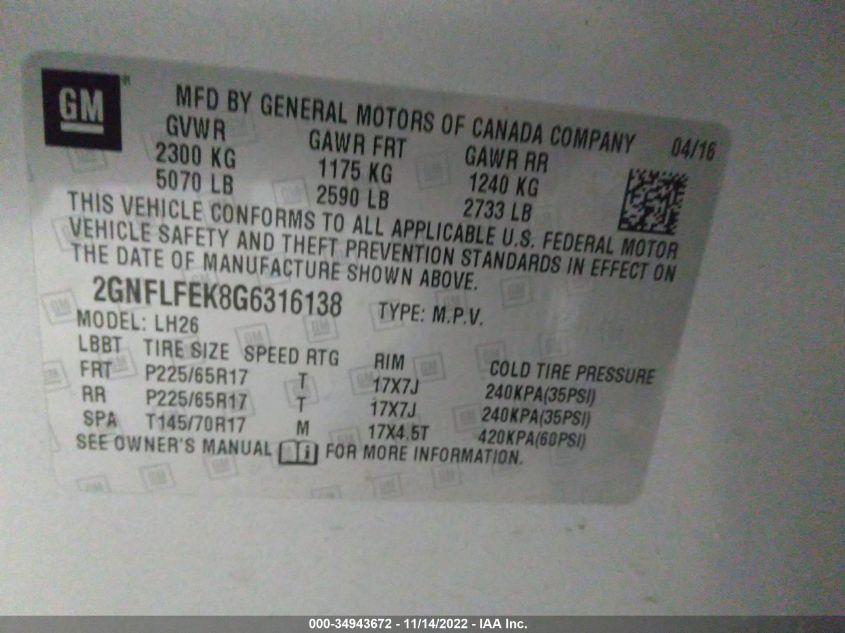 GM®
MFD BY GENERAL MOTORS OF CANADA COMPANY 04/16
GVWR GAWR FRT GAWR RR
2300 KG 1175 KG 1240 KG
5070 LB 2590 LB 2733 LB
THIS VEHICLE CONFORMS TO ALL APPLICABLE U.S. FEDERAL MOTOR
VEHICLE SAFETY AND THEFT PREVENTION STANDARDS IN EFFECT ON
THE DATE OF MANUFACTURE SHOWN ABOVE.
2GNFLFEK8G6316138 TYPE: M.P.V.
MODEL: LH26
LBBT TIRE SIZE SPEED RTG RIM COLD TIRE PRESSURE
FRT P225/65R17 T 17X7J 240KPA(35PSI)
RR P225/65R17 T 17X7J 240KPA(35PSI)
SPA T145/70R17 M 17X4.5T 420KPA(60PSI)
SEE OWNER'S MANUAL i FOR MORE INFORMATION.
000-34943672 - 11/14/2022 - IAA Inc.